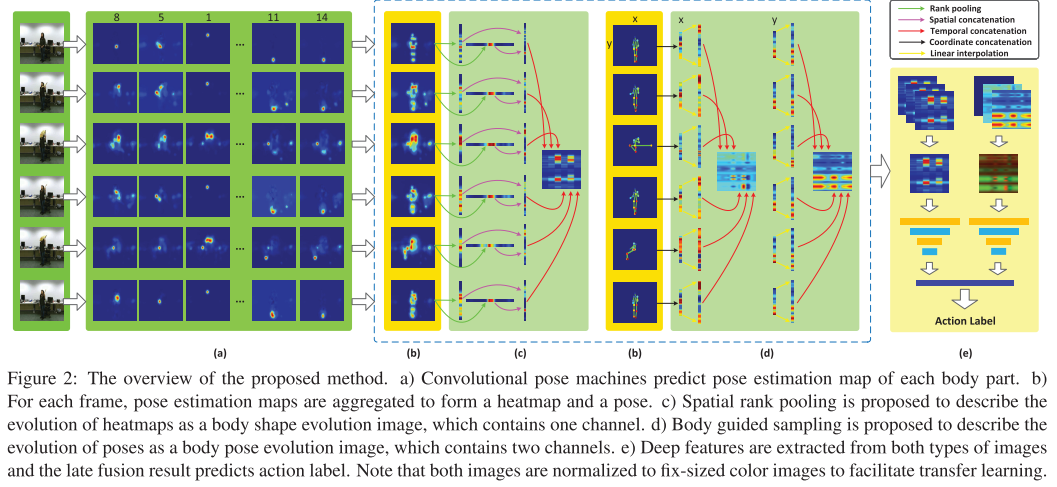 8 5 1 11 14
...
...
...
...
...
...
x x y
y
Rank pooling
Spatial concatenation
Temporal concatenation
Coordinate concatenation
Linear interpolation
Action Label
(a) (b) (c) (b) (d) (e)
Figure 2: The overview of the proposed method. a) Convolutional pose machines predict pose estimation map of each body part. b)
For each frame, pose estimation maps are aggregated to form a heatmap and a pose. c) Spatial rank pooling is proposed to describe the
evolution of heatmaps as a body shape evolution image, which contains one channel. d) Body guided sampling is proposed to describe the
evolution of poses as a body pose evolution image, which contains two channels. e) Deep features are extracted from both types of images
and the late fusion result predicts action label. Note that both images are normalized to fix-sized color images to facilitate transfer learning.